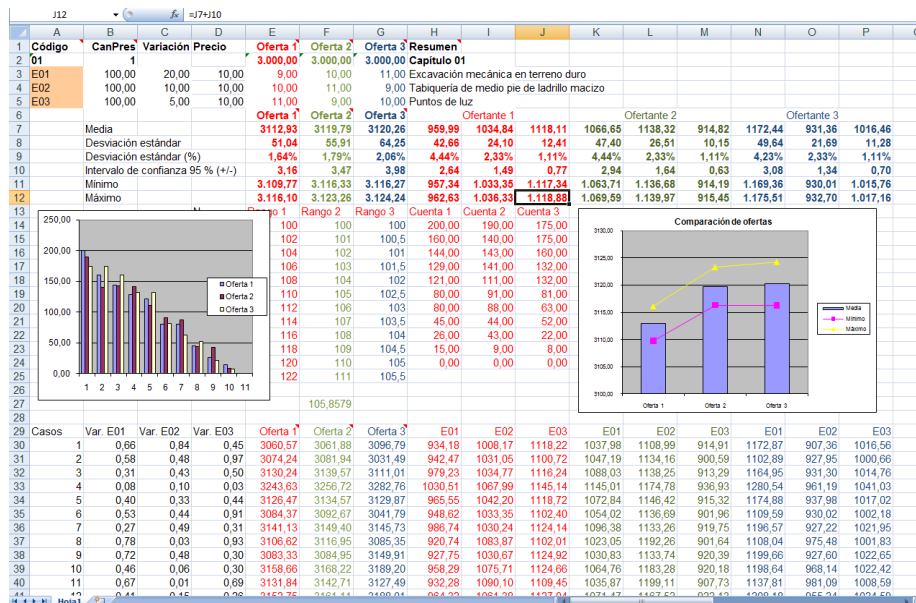 J12 fx =J7+J10
A B C D E F G H I J K L M N O P
1 Código CanPres Variación Precio Oferta 1 Oferta 2 Oferta 3 Resumen
2 01 1 3.000,00 3.000,00 3.000,00 Capítulo 01
3 E01 100,00 20,00 10,00 9,00 10,00 11,00 Excavación mecánica en terreno duro
4 E02 100,00 10,00 10,00 10,00 11,00 9,00 Tabiquería de medio pie de ladrillo macizo
5 E03 100,00 5,00 10,00 11,00 9,00 10,00 Puntos de luz
6 Oferta 1 Oferta 2 Oferta 3 Ofertante 1 Ofertante 2 Ofertante 3
7 Media 3112,93 3119,79 3120,26 959,99 1034,84 1118,11 1066,65 1138,32 914,82 1172,44 931,36 1016,46
8 Desviación estándar 51,04 55,91 64,25 42,66 24,10 12,41 47,40 26,51 10,15 49,64 21,69 11,28
9 Desviación estándar (%) 1,64% 1,79% 2,06% 4,44% 2,33% 1,11% 4,44% 2,33% 1,11% 4,23% 2,33% 1,11%
10 Intervalo de confianza 95 % (+/-) 3,16 3,47 3,98 2,64 1,49 0,77 2,94 1,64 0,63 3,08 1,34 0,70
11 Mínimo 3.109,77 3.116,33 3.116,27 957,34 1.033,35 1.117,34 1.063,71 1.136,68 914,19 1.169,36 930,01 1.015,76
12 Máximo 3.116,10 3.123,26 3.124,24 962,63 1.036,33 1.118,88 1.069,59 1.139,97 915,45 1.175,51 932,70 1.017,16
13 Rango 2 Rango 3 Cuenta 1 Cuenta 2 Cuenta 3
14 100 100 100 200,00 190,00 175,00
15 102 101 100,5 160,00 140,00 175,00
16 104 102 101 144,00 143,00 160,00
17 106 103 101,5 129,00 141,00 132,00
18 108 104 102 121,00 111,00 132,00
19 110 105 102,5 80,00 91,00 81,00
20 112 106 103 80,00 88,00 63,00
21 114 107 103,5 45,00 44,00 52,00
22 116 108 104 26,00 43,00 22,00
23 118 109 104,5 15,00 9,00 8,00
24 120 110 105 0,00 0,00 0,00
25 122 111 105,5
26
27 105,8579
28
250,00
200,00
150,00
100,00
50,00
0,00
1 2 3 4 5 6 7 8 9 10 11
Oferta 1
Oferta 2
Oferta 3
Comparación de ofertas
3130,00
3125,00
3120,00
3115,00
3110,00
3105,00
3100,00
Oferta 1 Oferta 2 Oferta 3
Media
Mínimo
Máximo
29 Casos Var. E01 Var. E02 Var. E03 Oferta 1 Oferta 2 Oferta 3 E01 E02 E03 E01 E02 E03 E01 E02 E03
30 1 0,66 0,84 0,45 3060,57 3061,88 3096,79 934,18 1008,17 1118,22 1037,98 1108,99 914,91 1172,87 907,36 1016,56
31 2 0,58 0,48 0,97 3074,24 3081,94 3031,49 942,47 1031,05 1100,72 1047,19 1134,16 900,59 1102,89 927,95 1000,66
32 3 0,31 0,43 0,50 3130,24 3139,57 3111,01 979,23 1034,77 1116,24 1088,03 1138,25 913,29 1164,95 931,30 1014,76
33 4 0,08 0,10 0,03 3243,63 3256,72 3282,76 1030,51 1067,99 1145,14 1145,01 1174,78 936,93 1280,54 961,19 1041,03
34 5 0,40 0,33 0,44 3126,47 3134,57 3129,87 965,55 1042,20 1118,72 1072,84 1146,42 915,32 1174,88 937,98 1017,02
35 6 0,53 0,44 0,91 3084,37 3092,67 3041,79 948,62 1033,35 1102,40 1054,02 1136,69 901,96 1109,59 930,02 1002,18
36 7 0,27 0,49 0,31 3141,13 3149,40 3145,73 986,74 1030,24 1124,14 1096,38 1133,26 919,75 1196,57 927,22 1021,95
37 8 0,78 0,03 0,93 3106,62 3116,95 3085,35 920,74 1083,87 1102,01 1023,05 1192,26 901,64 1108,04 975,48 1001,83
38 9 0,72 0,48 0,30 3083,33 3084,95 3149,91 927,75 1030,67 1124,92 1030,83 1133,74 920,39 1199,66 927,60 1022,65
39 10 0,46 0,06 0,30 3158,66 3168,22 3189,20 958,29 1075,71 1124,66 1064,76 1183,28 920,18 1198,64 968,14 1022,42
40 11 0,67 0,01 0,69 3131,84 3142,71 3127,49 932,28 1090,10 1109,45 1035,87 1199,11 907,73 1137,81 981,09 1008,59
Hoja1